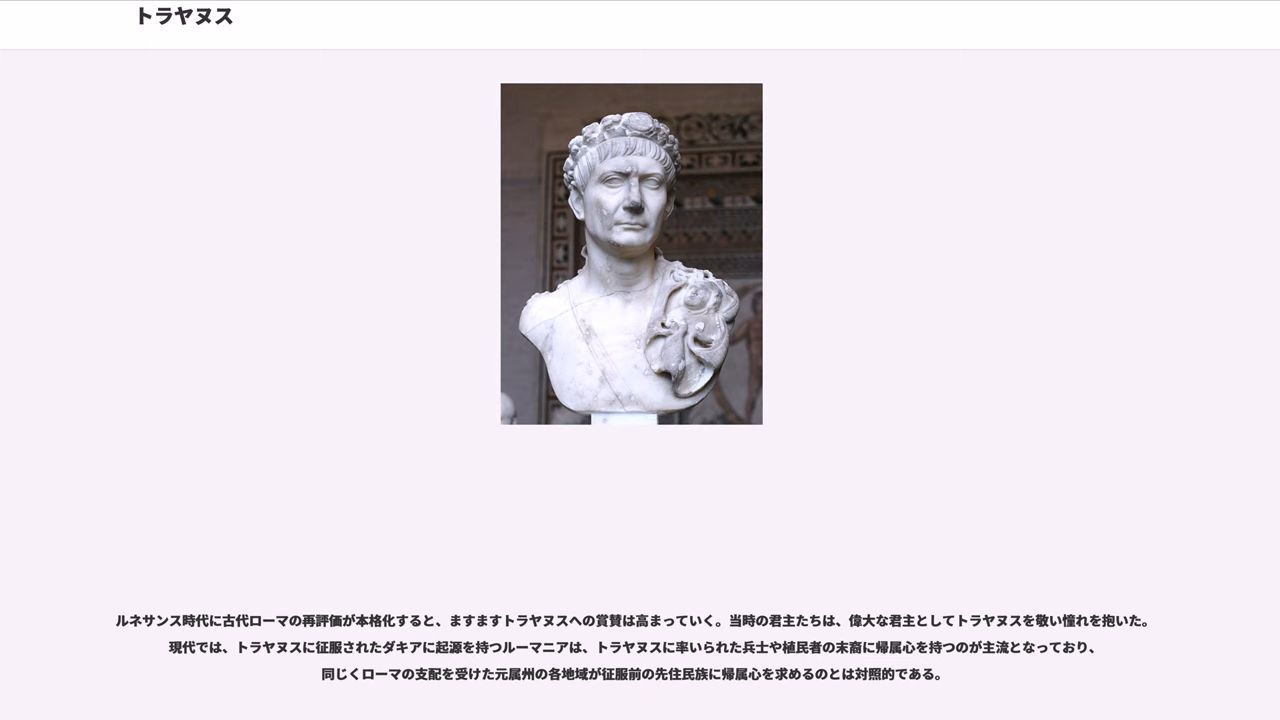 トラヤヌス
ルネサンス時代に古代ローマの再評価が本格化すると、ますますトラヤヌスへの賞賛は高まっていく。当時の君主たちは、偉大な君主としてトラヤヌスを敬い憧れを抱いた。
現代では、トラヤヌスに征服されたダキアに起源を持つルーマニアは、トラヤヌスに率いられた兵士や植民者の末裔に帰属心を持つのが主流となっており、
同じくローマの支配を受けた元属州の各地域が征服前の先住民族に帰属心を求めるのとは対照的である。